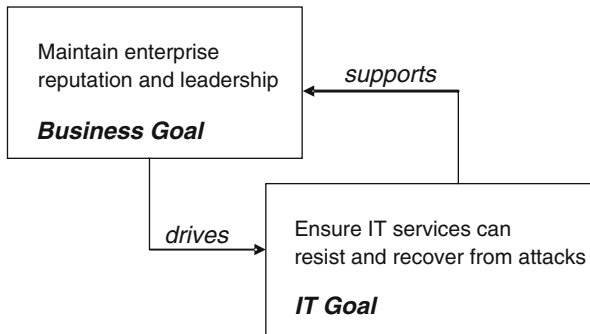 Maintain enterprise
reputation and leadership
Business Goal
supports
drives
Ensure IT services can
resist and recover from attacks
IT Goal